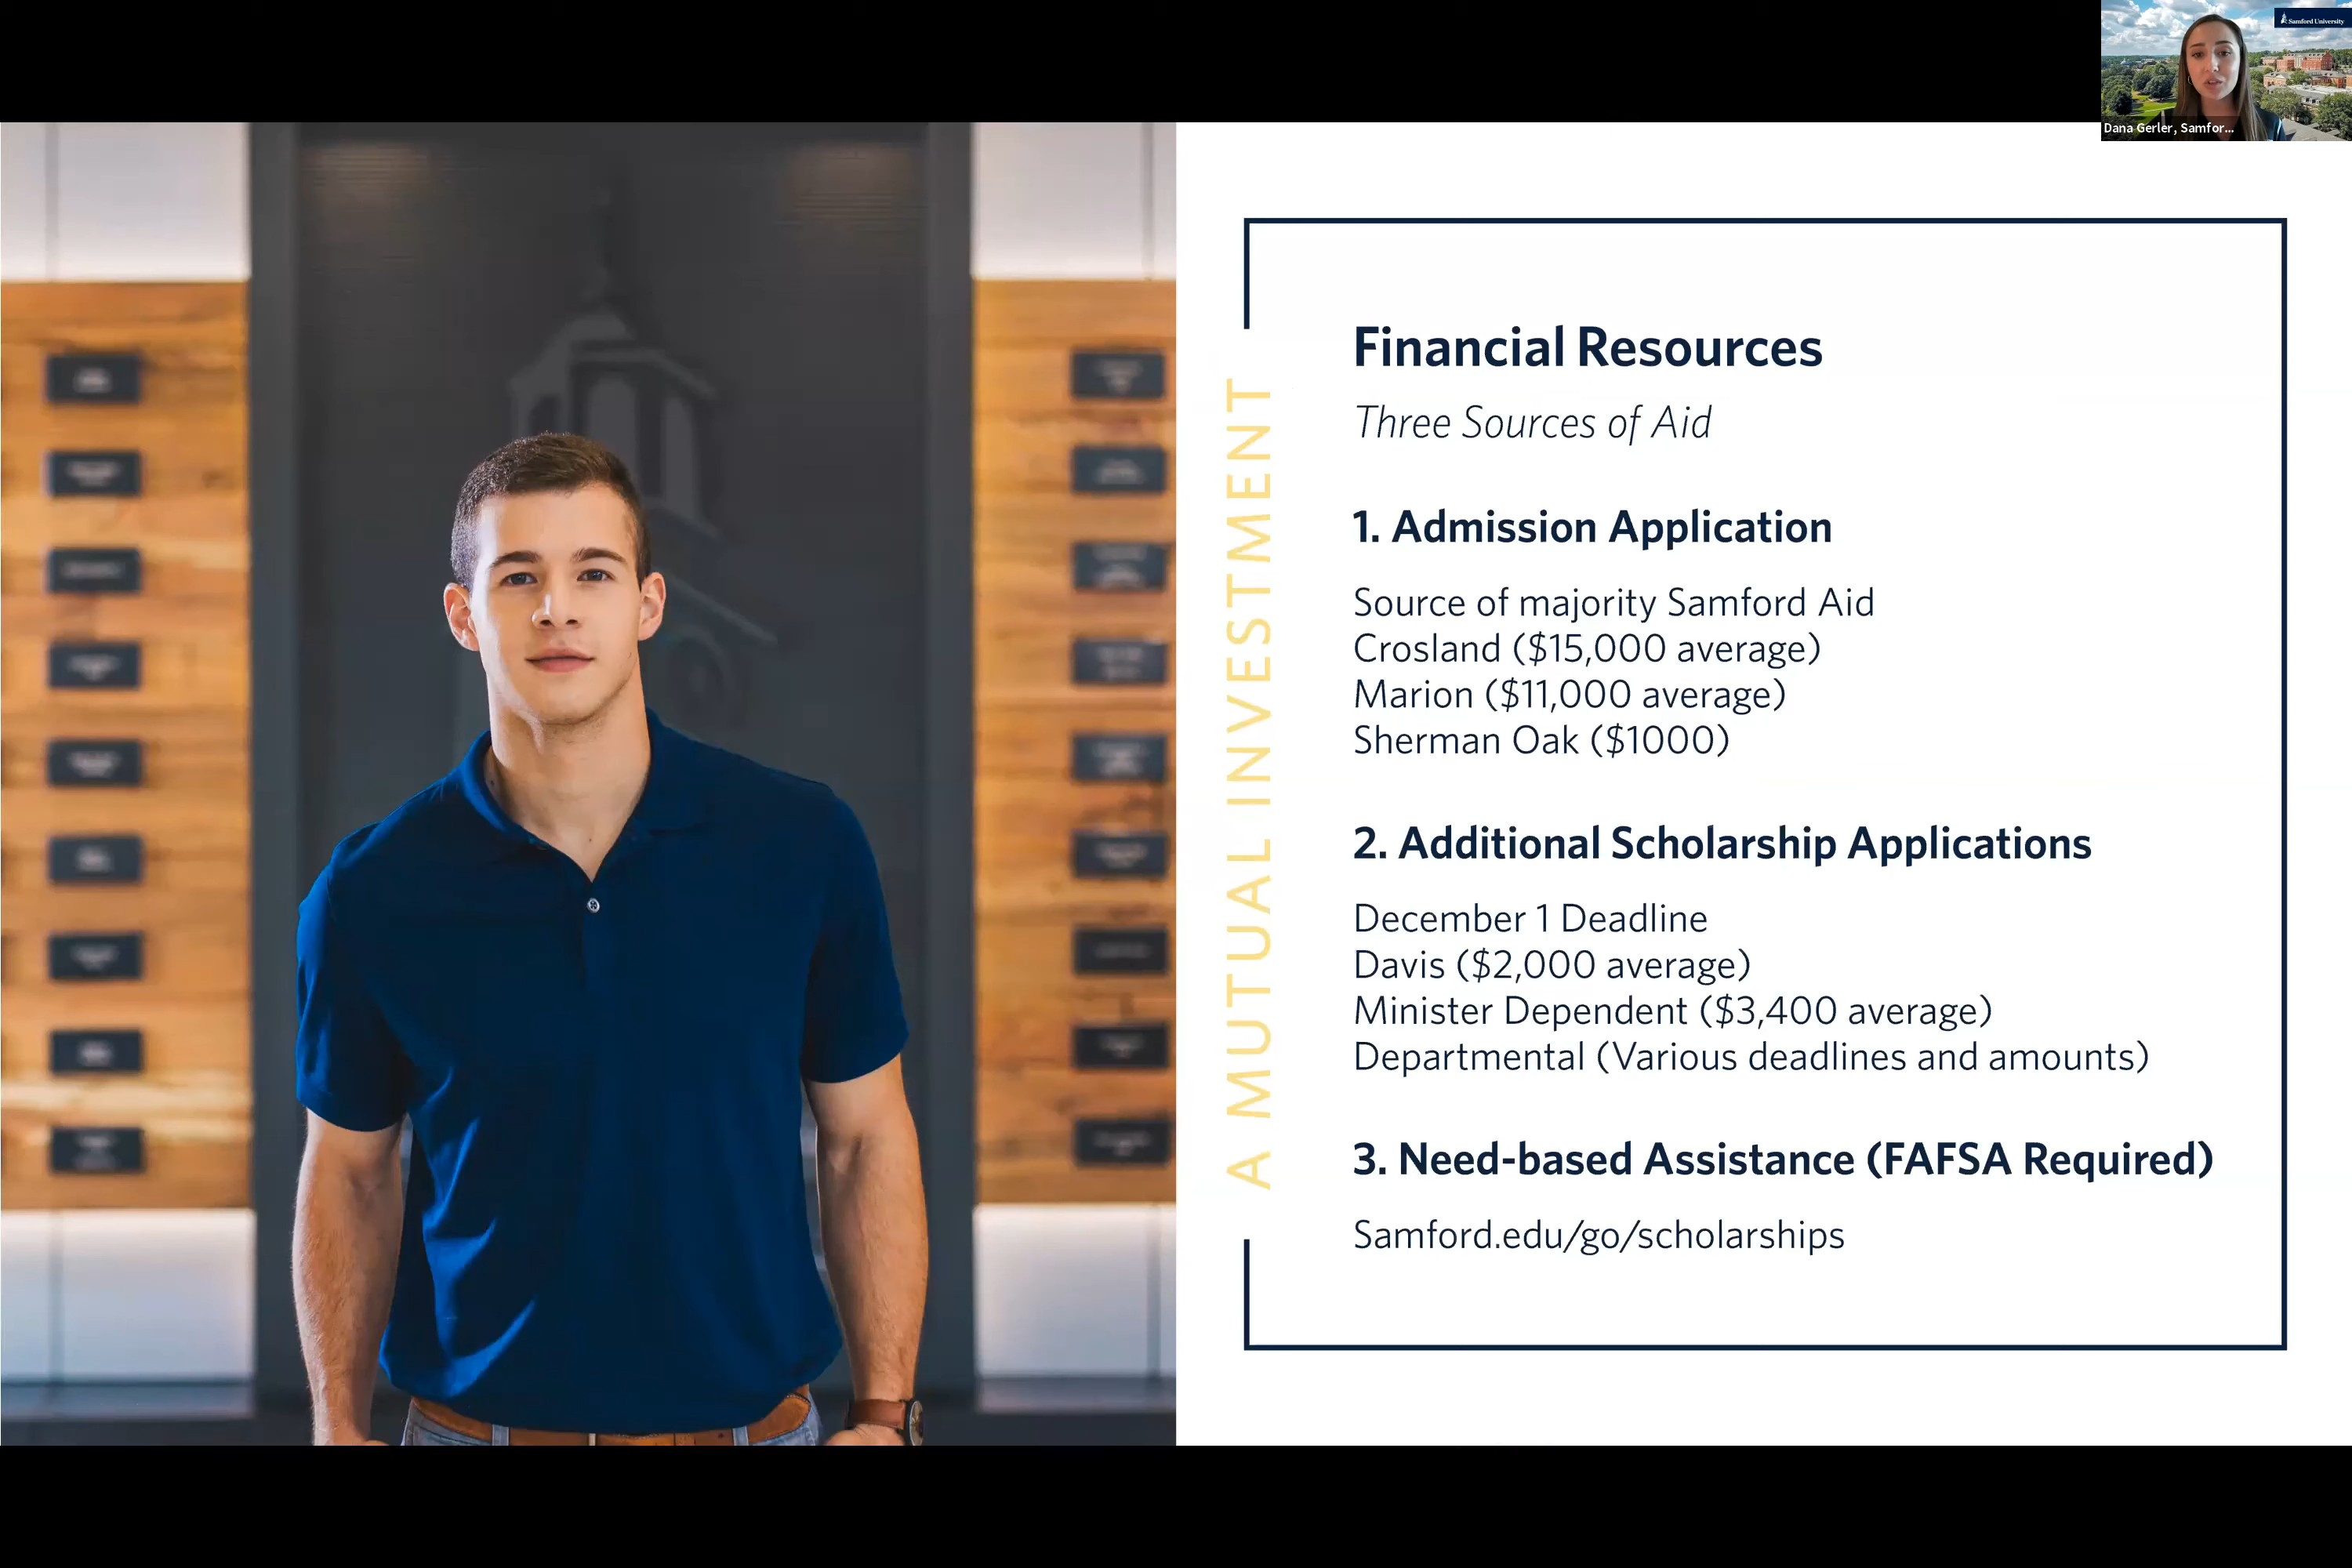 Samford University
Dana Gerler, Samfor...
A MUTUAL INVESTMENT
Financial Resources
Three Sources of Aid
1. Admission Application
Source of majority Samford Aid
Crosland ($15,000 average)
Marion ($11,000 average)
Sherman Oak ($1000)
2. Additional Scholarship Applications
December 1 Deadline
Davis ($2,000 average)
Minister Dependent ($3,400 average)
Departmental (Various deadlines and amounts)
3. Need-based Assistance (FAFSA Required)
Samford.edu/go/scholarships